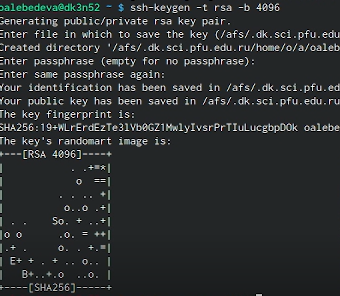 oalebedeva@dk3n52 ~ $ ssh-keygen -t rsa -b 4096
Generating public/private rsa key pair.
Enter file in which to save the key (/afs/.dk.sci.pfu.edu.
Created directory '/afs/.dk.sci.pfu.edu.ru/home/o/a/oaleb
Enter passphrase (empty for no passphrase):
Enter same passphrase again:
Your identification has been saved in /afs/.dk.sci.pfu.ed
Your public key has been saved in /afs/.dk.sci.pfu.edu.ru
The key fingerprint is:
SHA256:19+WLrErdEzTe3lVb0GZ1MwlyIvsrPrTIuLucgbpDOk oalebe
The key's randomart image is:
+---[RSA 4096]----+
|          . .+=*|
|           o  ==|
|        . . .. +|
|         o..o .+|
| . .    So. + ..+|
|o o      .o. = ++|
|.+ .     o. . +.=|
| E+ + . + .. o.. |
|   B+..+.o  ..o. |
+----[SHA256]-----+